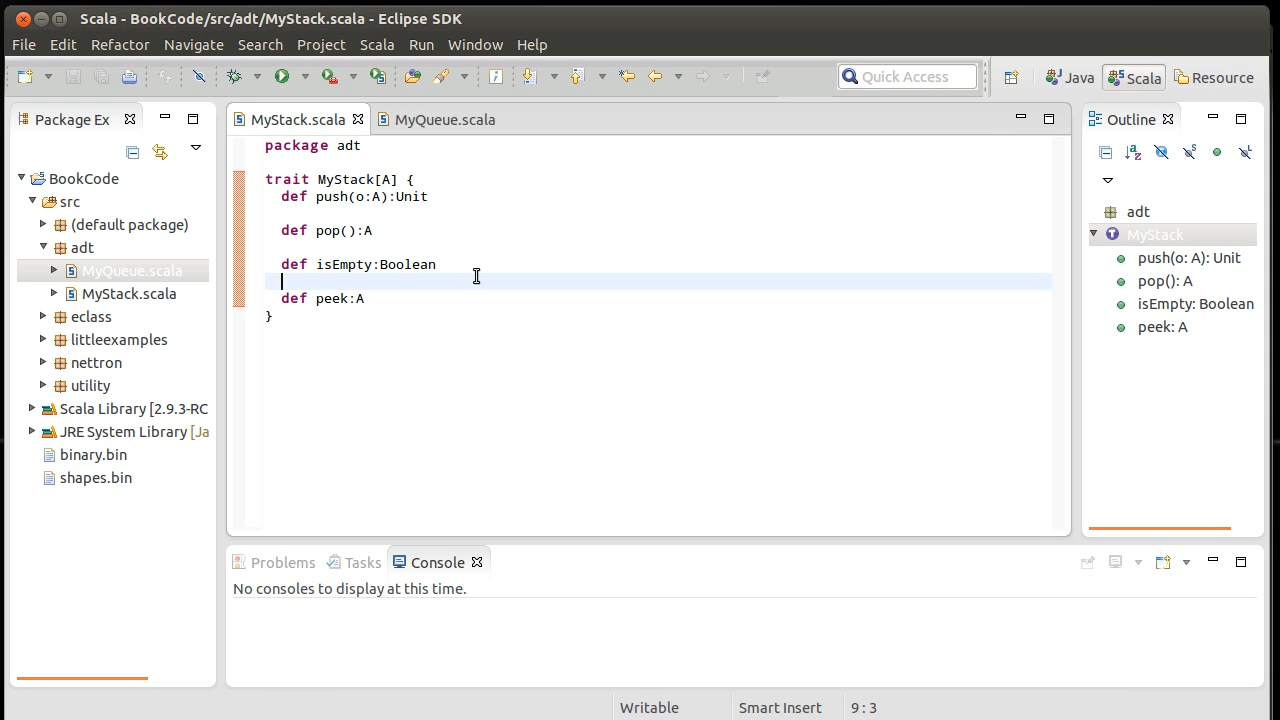 Scala - BookCode/src/adt/MyStack.scala - Eclipse SDK
File Edit Refactor Navigate Search Project Scala Run Window Help
Quick Access
Java
Scala
Resource
Package Ex
BookCode
src
(default package)
adt
MyQueue.scala
MyStack.scala
eclass
littleexamples
nettron
utility
Scala Library [2.9.3-RC
JRE System Library [Ja
binary.bin
shapes.bin
MyStack.scala
MyQueue.scala
package adt
trait MyStack[A] {
def push(o:A):Unit
def pop():A
def isEmpty:Boolean
def peek:A
}
Outline
adt
MyStack
push(o: A): Unit
pop(): A
isEmpty: Boolean
peek: A
Problems
Tasks
Console
No consoles to display at this time.
Writable
Smart Insert
9 : 3